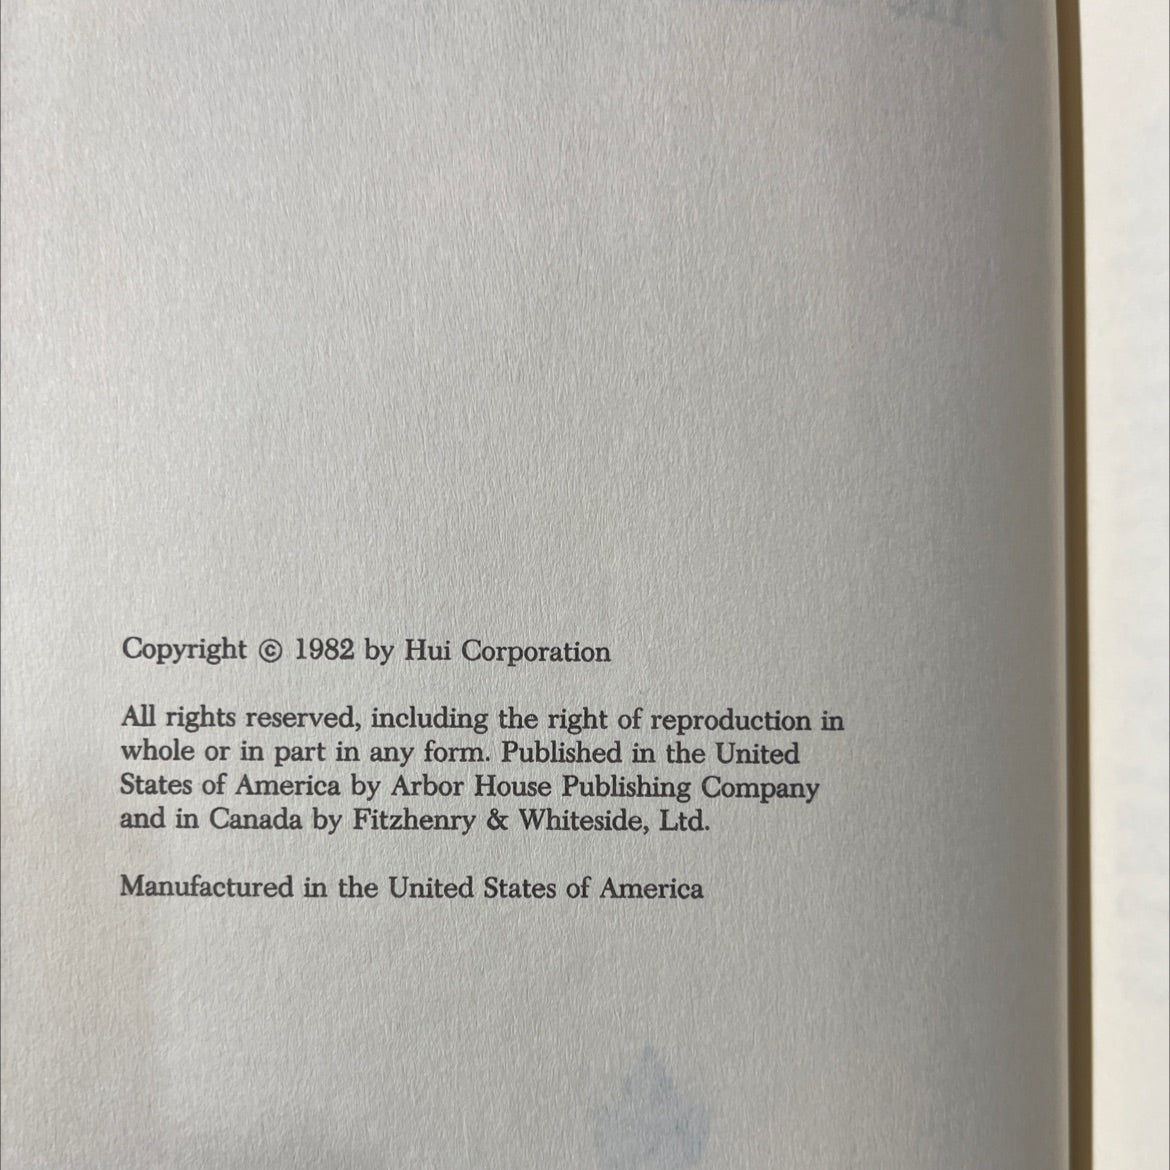 Copyright © 1982 by Hui Corporation
All rights reserved, including the right of reproduction in
whole or in part in any form. Published in the United
States of America by Arbor House Publishing Company
and in Canada by Fitzhenry & Whiteside, Ltd.
Manufactured in the United States of America